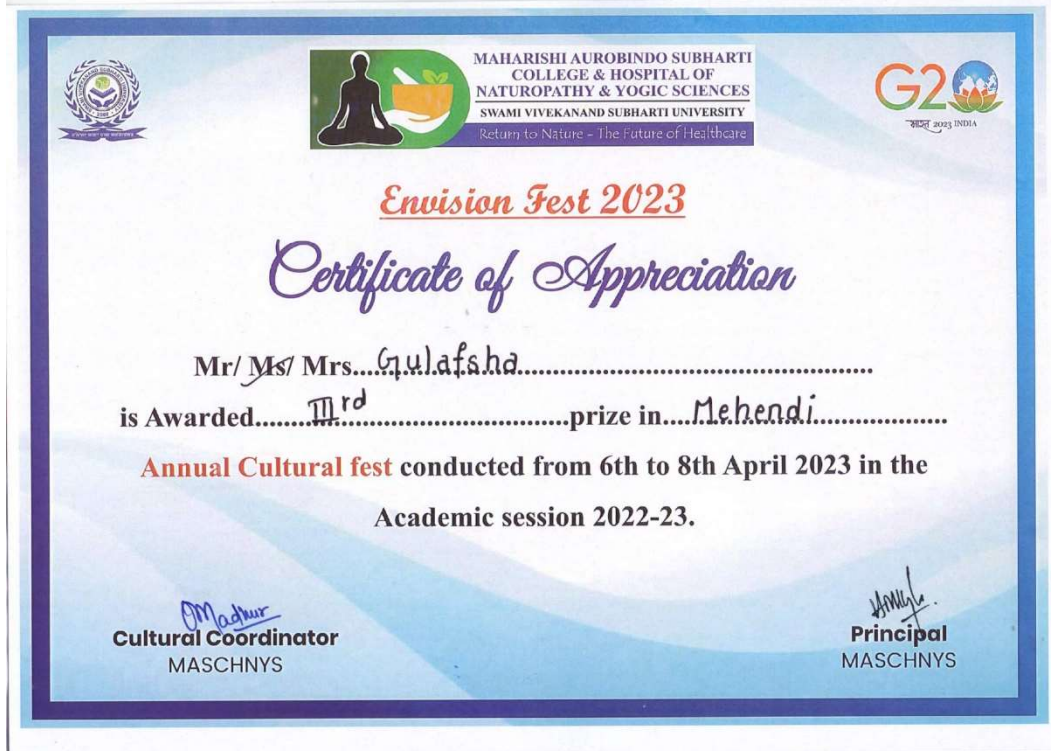 MAHARISHI AUROBINDO SUBHARTI
COLLEGE & HOSPITAL OF
NATUROPATHY & YOGIC SCIENCES
SWAMI VIVEKANAND SUBHARTI UNIVERSITY
Return to Nature - The Future of Healthcare
G20
भारत 2023 INDIA
Envision Fest 2023
Certificate of Appreciation
Mr/ Ms/ Mrs....Gulafsha................................................
is Awarded.......IIIrd.............................prize in....Mehendi..................
Annual Cultural fest conducted from 6th to 8th April 2023 in the
Academic session 2022-23.
Madhur
Cultural Coordinator
MASCHNYS
Principal
MASCHNYS